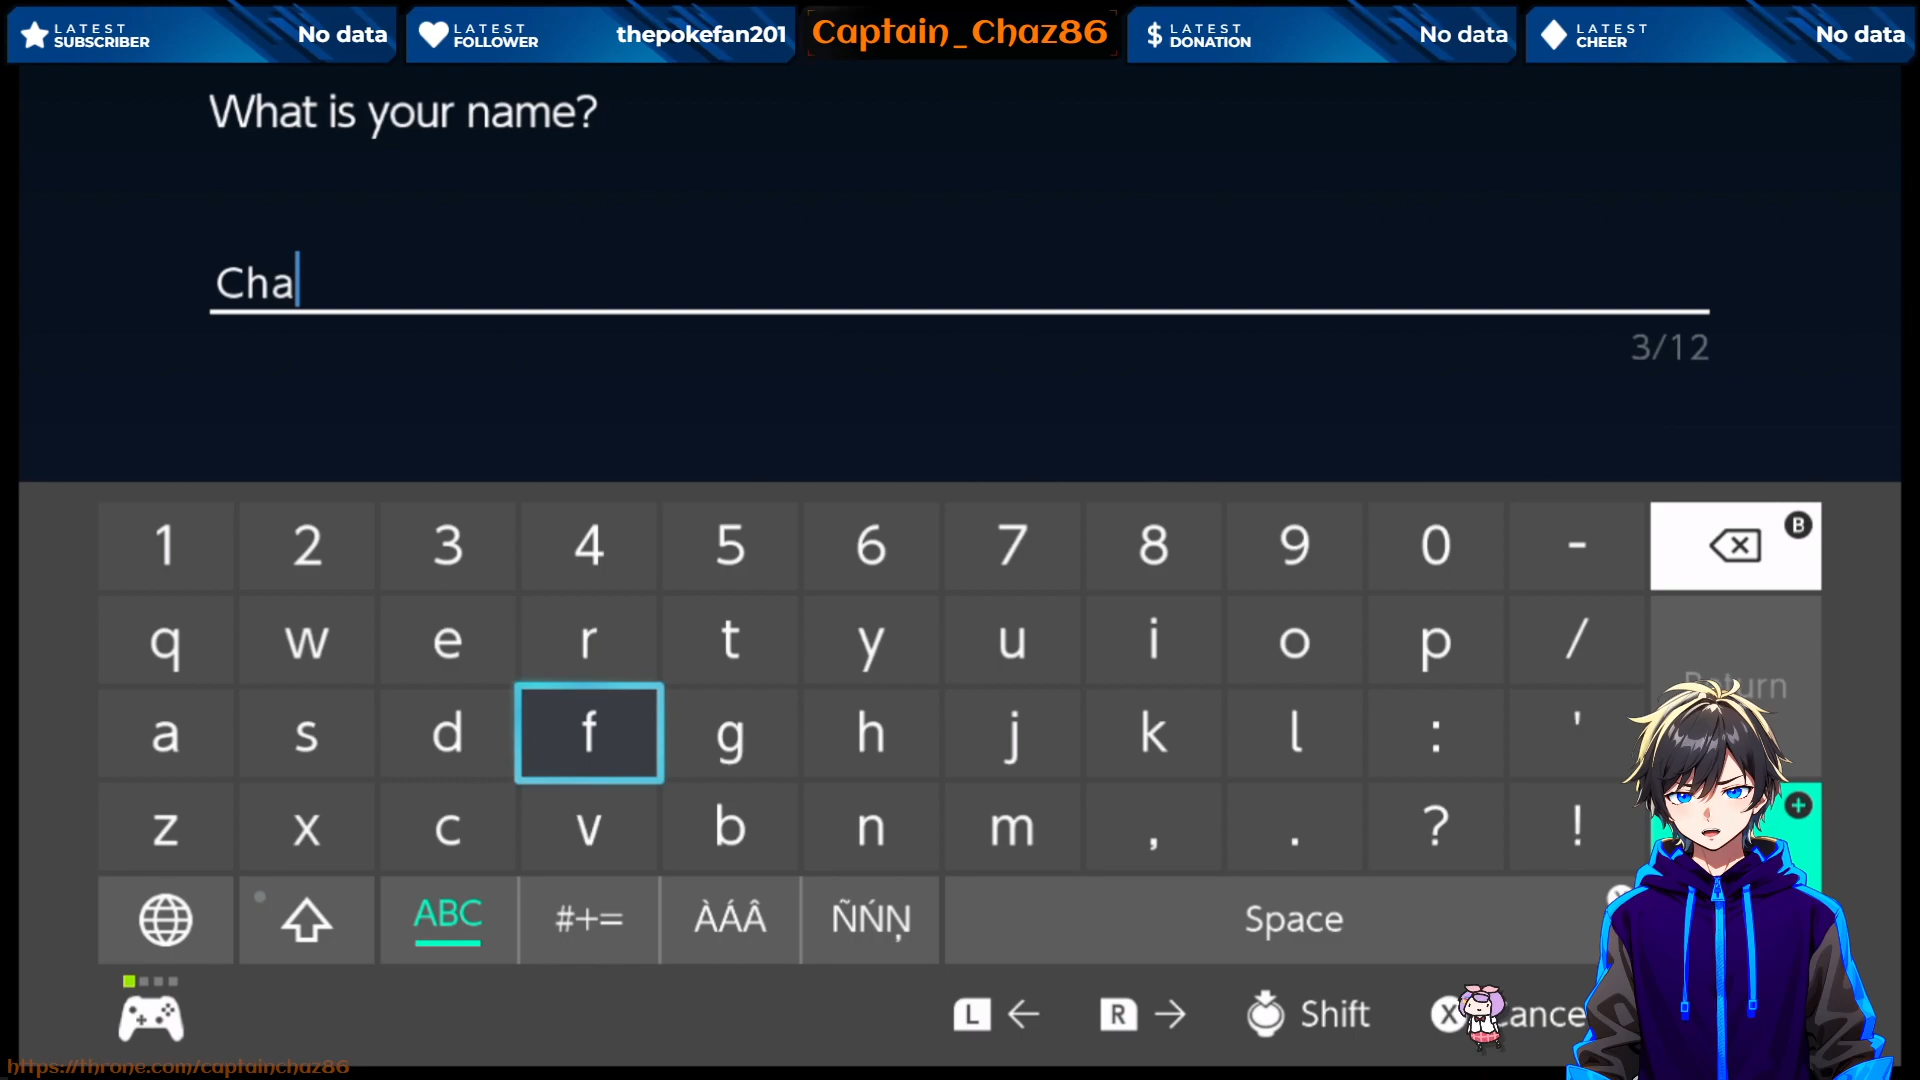 LATEST
SUBSCRIBER
No data
LATEST
FOLLOWER
thepokefan201
Captain_Chaz86
LATEST
DONATION
No data
LATEST
CHEER
No data
What is your name?
Cha
3/12
1 2 3 4 5 6 7 8 9 0 - B
q w e r t y u i o p /
Return
a s d f g h j k l : '
z x c v b n m , . ? ! +
ABC #+= ÀÁÂ ÑŃŅ Space
L ← R → Shift X Cance
https://throne.com/captainchaz86